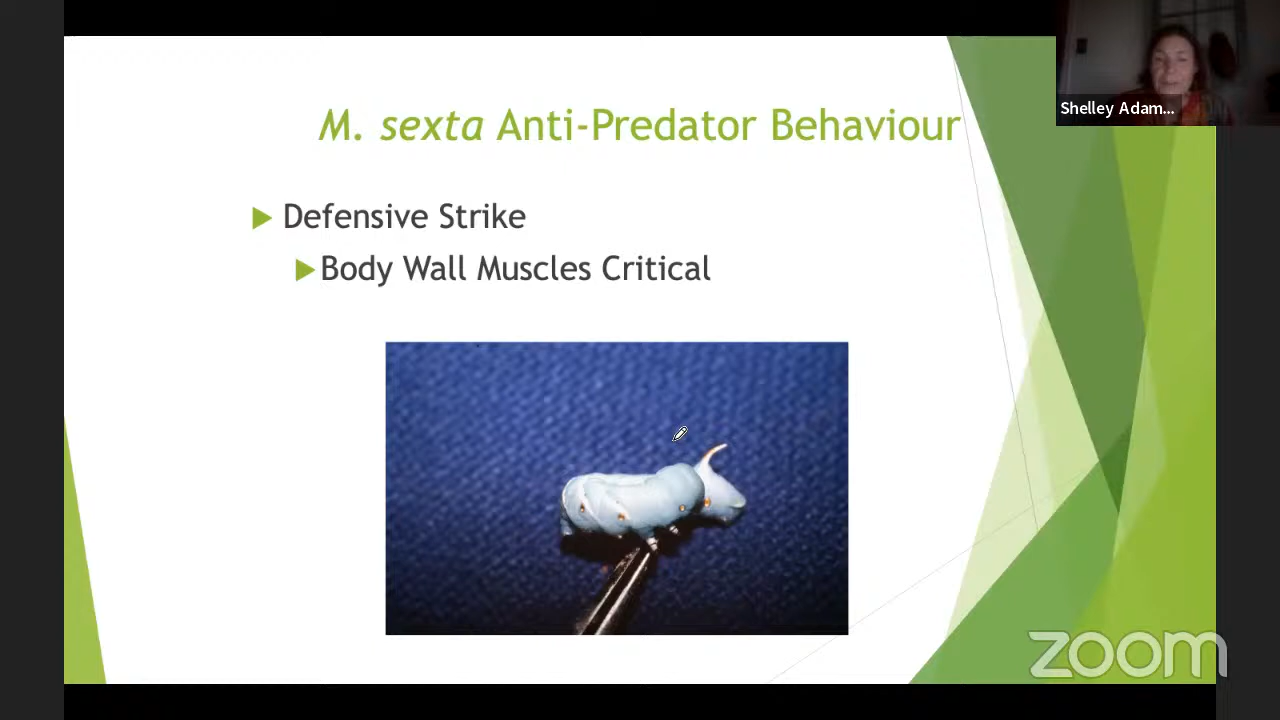 Shelley Adam...
M. sexta Anti-Predator Behaviour
Defensive Strike
Body Wall Muscles Critical
zoom